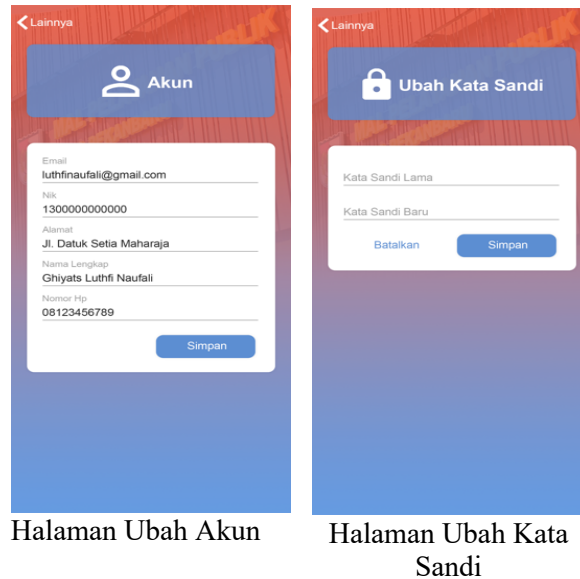 Lainnya
Akun
Email
luthfinaufali@gmail.com
Nik
1300000000000
Alamat
Jl. Datuk Setia Maharaja
Nama Lengkap
Ghiyats Luthfi Naufali
Nomor Hp
08123456789
Simpan
Halaman Ubah Akun
Lainnya
Ubah Kata Sandi
Kata Sandi Lama
Kata Sandi Baru
Batalkan Simpan
Halaman Ubah Kata
Sandi